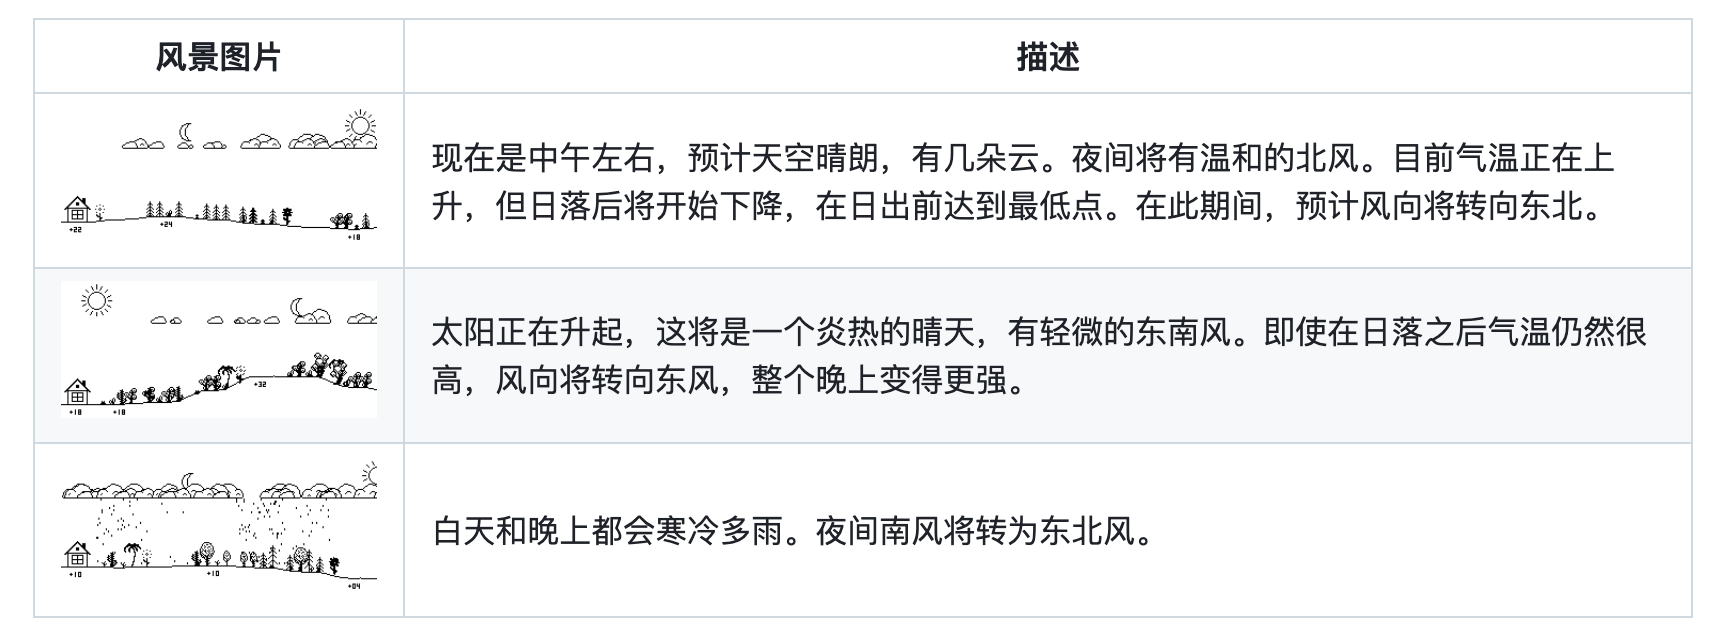 风景图片
描述
+22
+24
+18
现在是中午左右，预计天空晴朗，有几朵云。夜间将有温和的北风。目前气温正在上
升，但日落后将开始下降，在日出前达到最低点。在此期间，预计风向将转向东北。
+18
+18
+32
太阳正在升起，这将是一个炎热的晴天，有轻微的东南风。即使在日落之后气温仍然很
高，风向将转向东风，整个晚上变得更强。
+10
+10
+04
白天和晚上都会寒冷多雨。夜间南风将转为东北风。